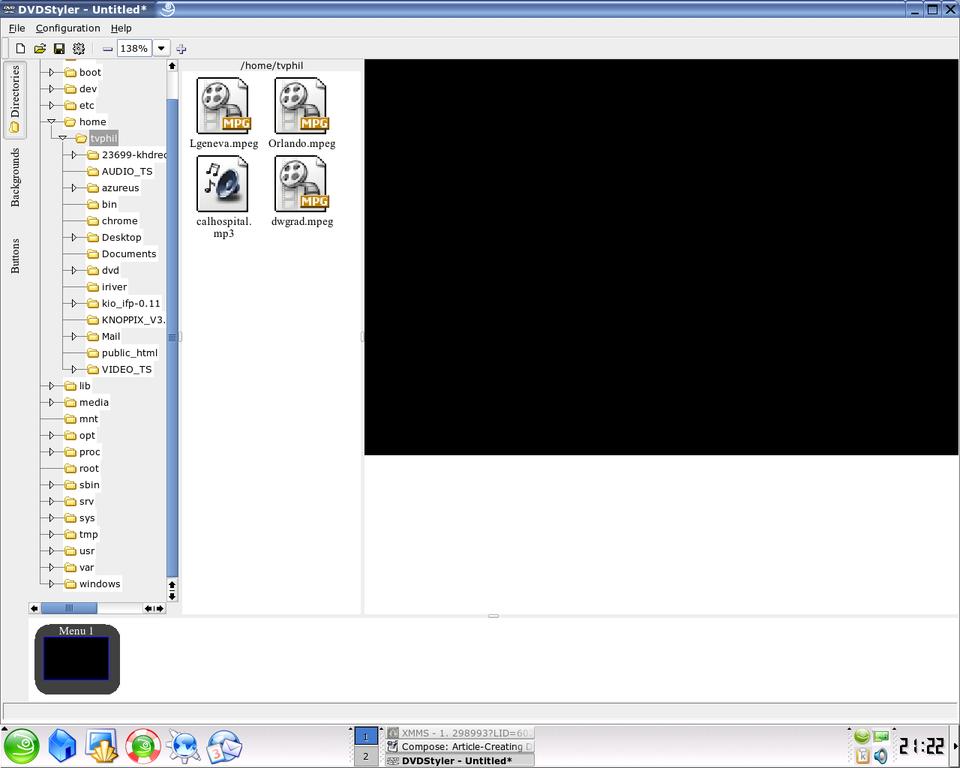 DVDStyler - Untitled*
File Configuration Help
138%
Directories
Backgrounds
Buttons
boot
dev
etc
home
tvphil
23699-khdrec
AUDIO_TS
azureus
bin
chrome
Desktop
Documents
dvd
iriver
kio_ifp-0.11
KNOPPIX_V3.
Mail
public_html
VIDEO_TS
lib
media
mnt
opt
proc
root
sbin
srv
sys
tmp
usr
var
windows
/home/tvphil
MPG MPG
Lgeneva.mpeg Orlando.mpeg
MPG
calhospital. dwgrad.mpeg
mp3
Menu 1
3
1
2
XMMS - 1. 298993?LID=60
Compose: Article-Creating D
DVDStyler - Untitled*
21:22